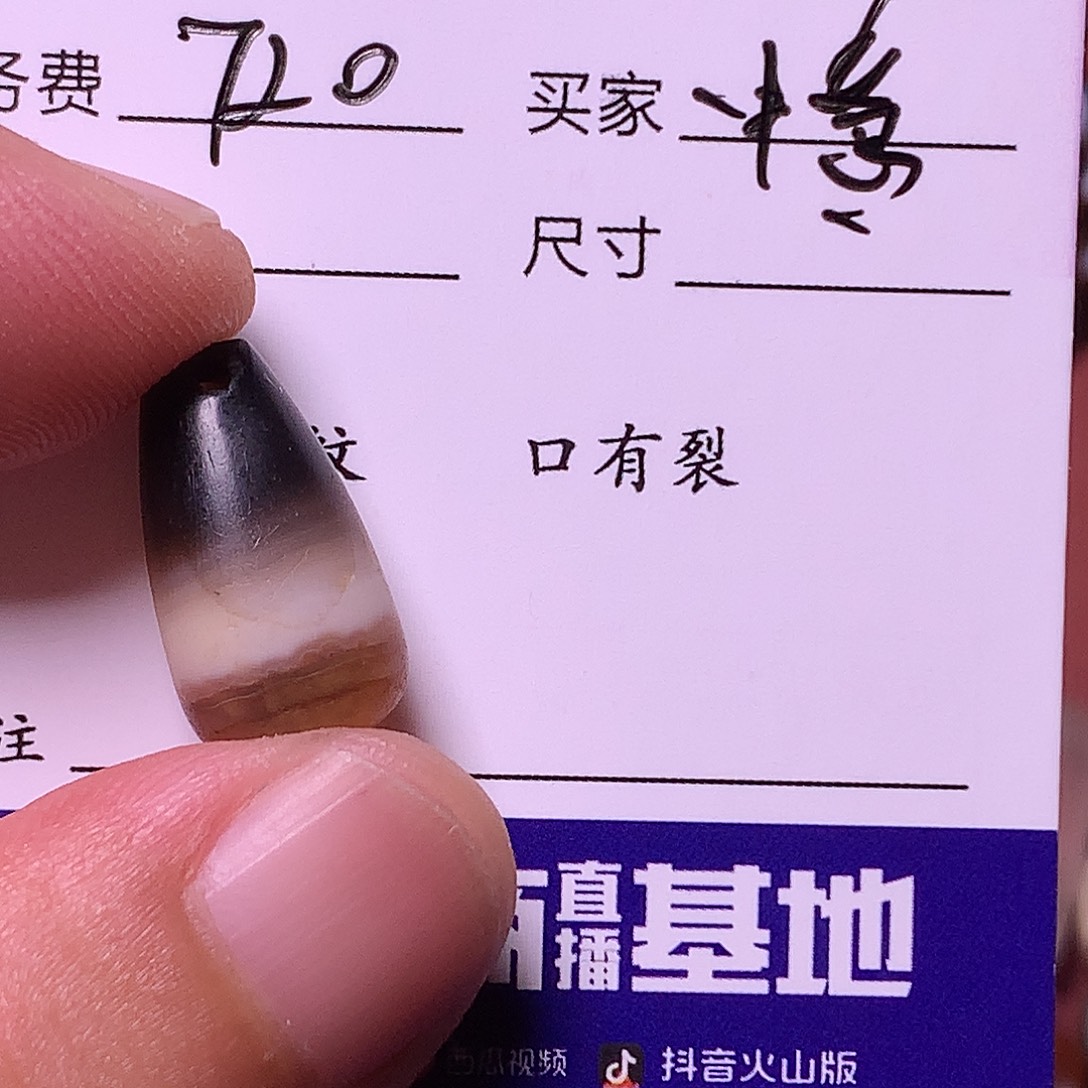 务费 720 买家
尺寸
纹 口有裂
注
直播基地
西瓜视频 抖音火山版